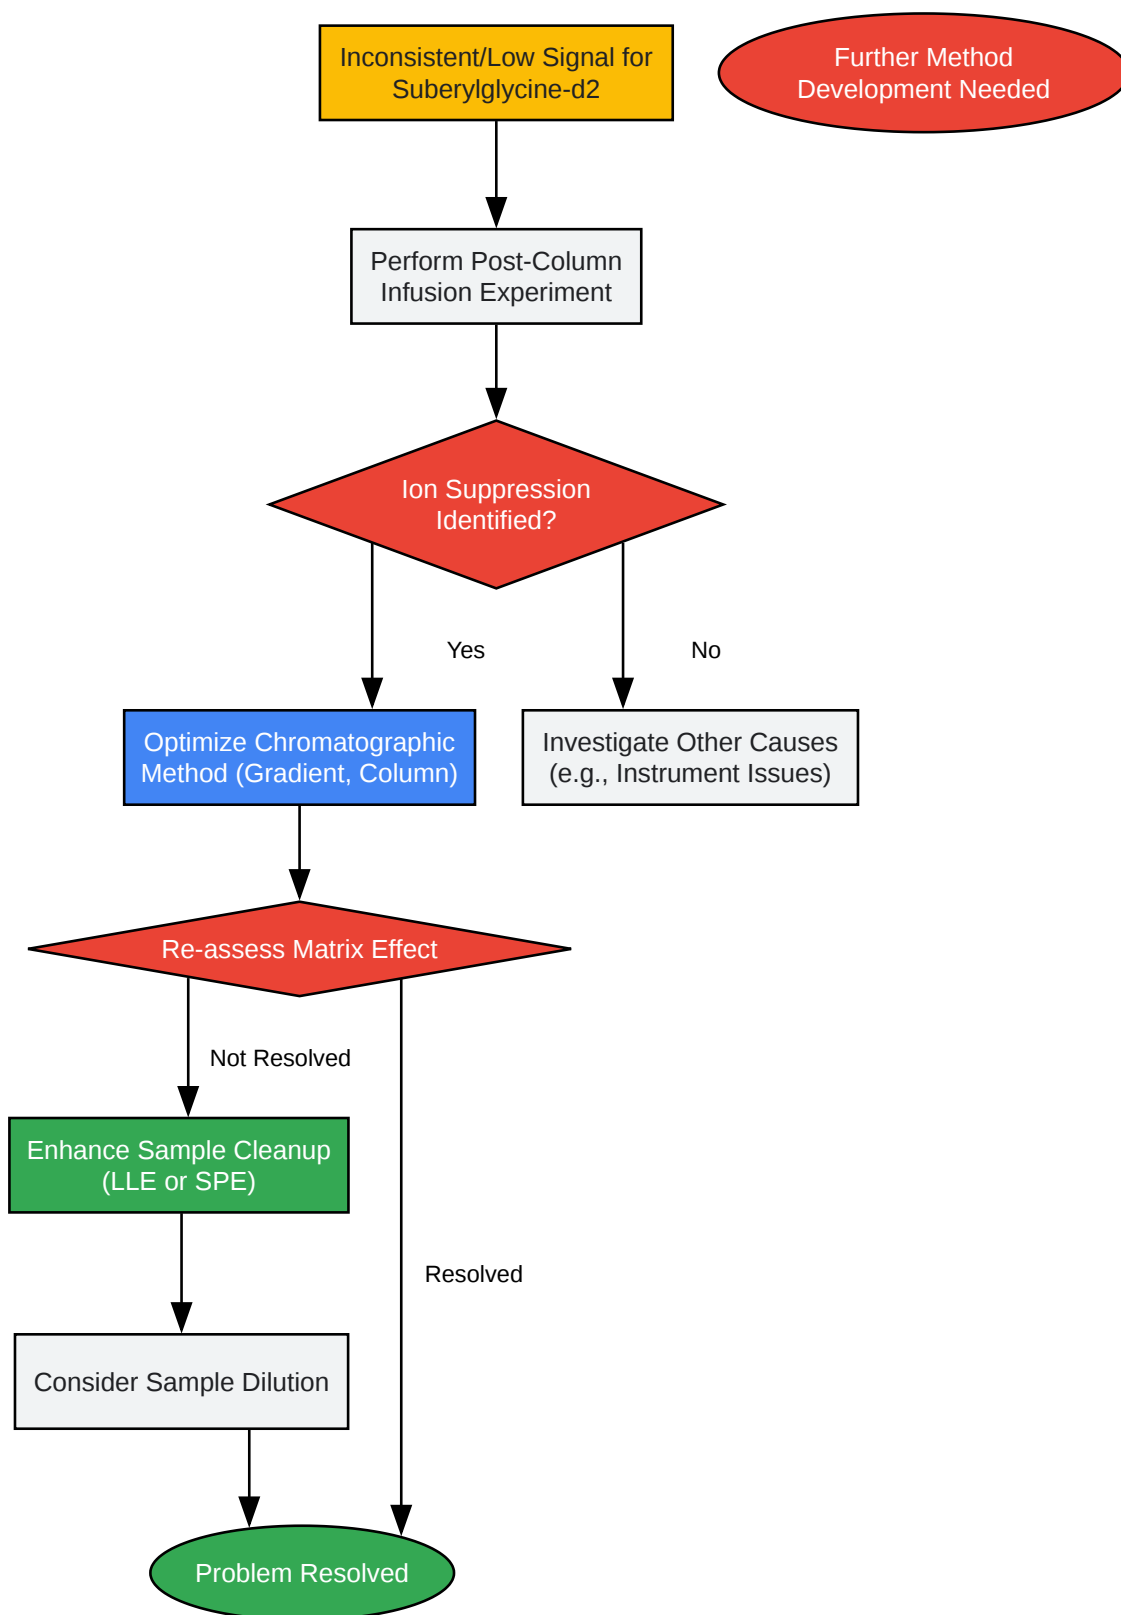 Inconsistent/Low Signal for
Suberylglycine-d2
Further Method
Development Needed
Perform Post-Column
Infusion Experiment
Ion Suppression
Identified?
Yes
No
Optimize Chromatographic
Method (Gradient, Column)
Investigate Other Causes
(e.g., Instrument Issues)
Re-assess Matrix Effect
Not Resolved
Enhance Sample Cleanup
(LLE or SPE)
Resolved
Consider Sample Dilution
Problem Resolved